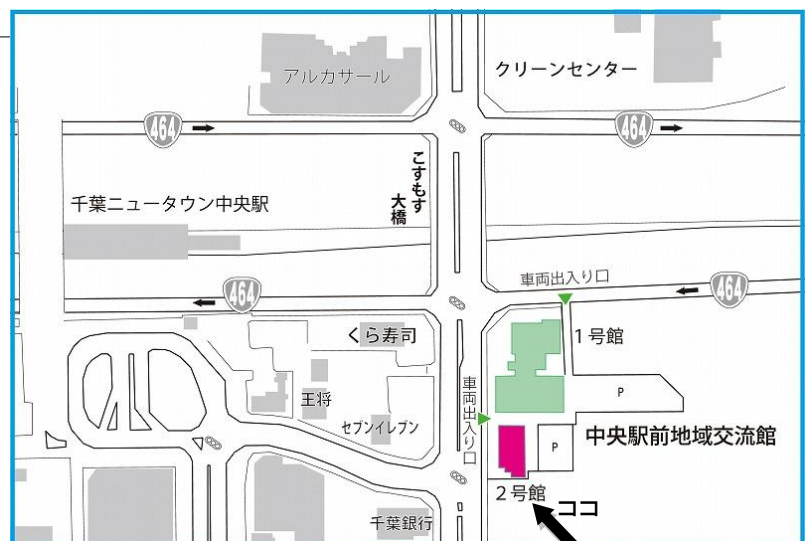 アルカサール
クリーンセンター
464
464
こすもす
大橋
千葉ニュータウン中央駅
車両出入り口
464
464
くら寿司
1号館
王将
セブンイレブン
車両出入り口
P
中央駅前地域交流館
P
2号館
ココ
千葉銀行